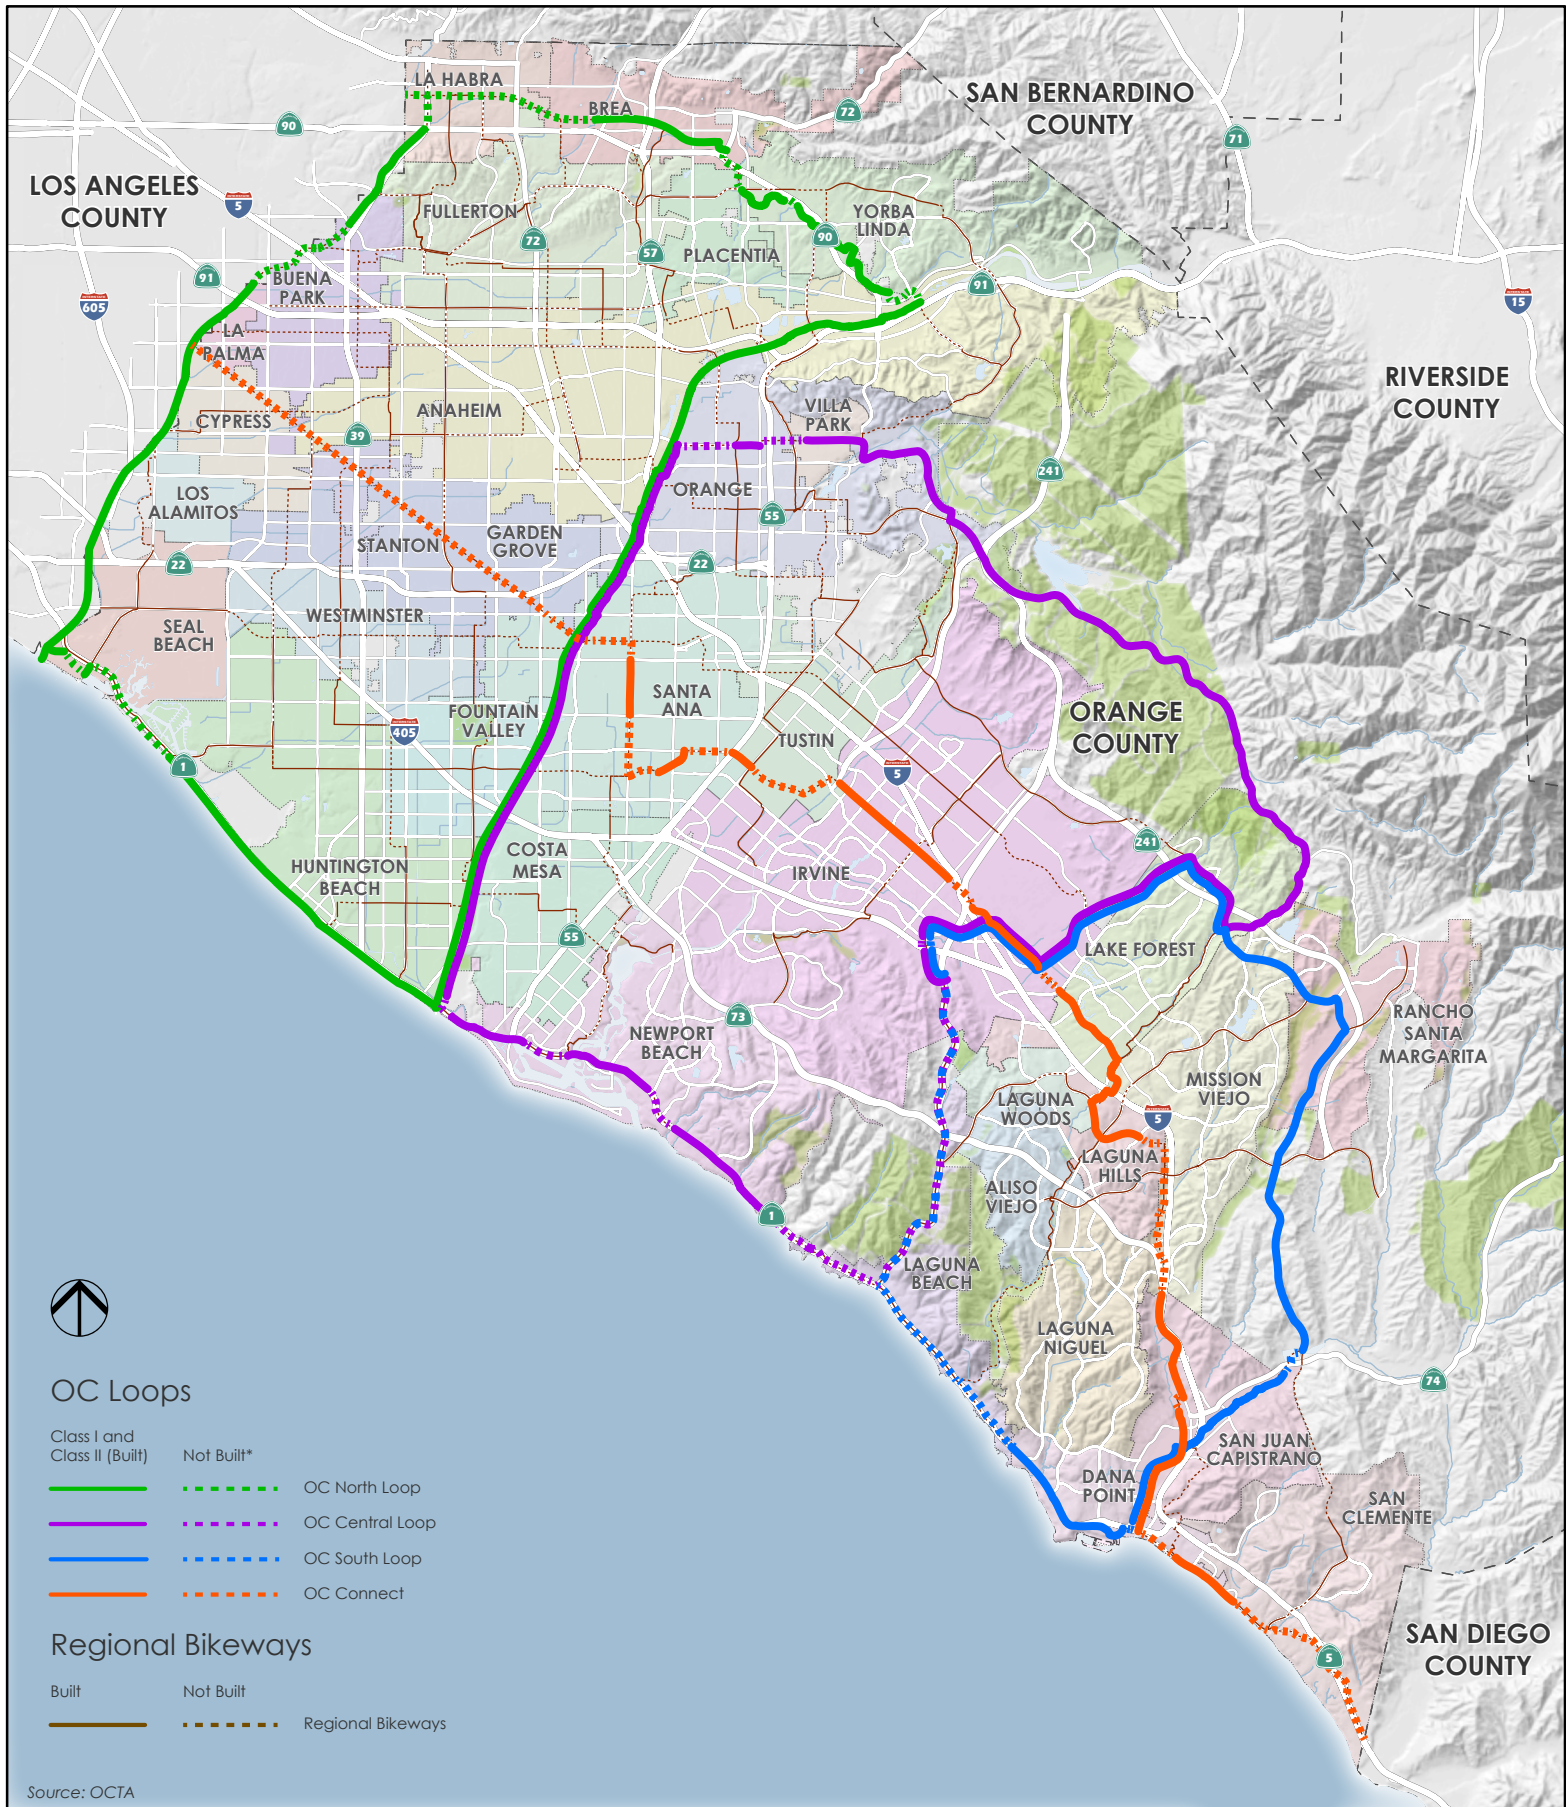 LA HABRA
BREA
72
SAN BERNARDINO
COUNTY
90
71
LOS ANGELES
COUNTY
5
FULLERTON
72
57
PLACENTIA
90
YORBA
LINDA
91
BUENA
PARK
91
605
15
LA
PALMA
RIVERSIDE
COUNTY
CYPRESS
ANAHEIM
VILLA
PARK
39
241
LOS
ALAMITOS
ORANGE
55
STANTON
GARDEN
GROVE
22
22
WESTMINSTER
SEAL
BEACH
SANTA
ANA
FOUNTAIN
VALLEY
405
TUSTIN
ORANGE
COUNTY
1
5
241
HUNTINGTON
BEACH
COSTA
MESA
IRVINE
55
LAKE FOREST
73
NEWPORT
BEACH
RANCHO
SANTA
MARGARITA
LAGUNA
WOODS
MISSION
VIEJO
5
LAGUNA
HILLS
ALISO
VIEJO
1
LAGUNA
BEACH
LAGUNA
NIGUEL
74
SAN JUAN
CAPISTRANO
DANA
POINT
SAN
CLEMENTE
SAN DIEGO
COUNTY
5
OC Loops
Class I and
Class II (Built)
Not Built*
OC North Loop
OC Central Loop
OC South Loop
OC Connect
Regional Bikeways
Built
Not Built
Regional Bikeways
Source: OCTA